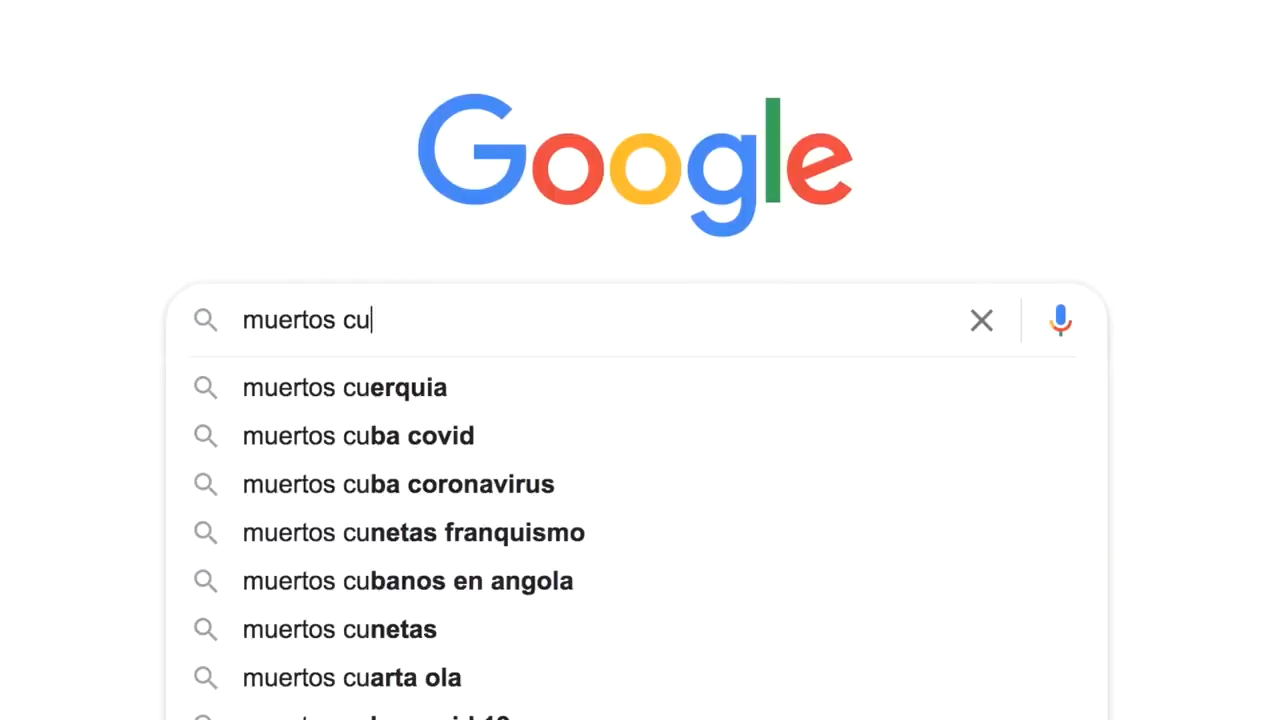 Google
muertos cu
muertos cuerquia
muertos cuba covid
muertos cuba coronavirus
muertos cunetas franquismo
muertos cubanos en angola
muertos cunetas
muertos cuarta ola